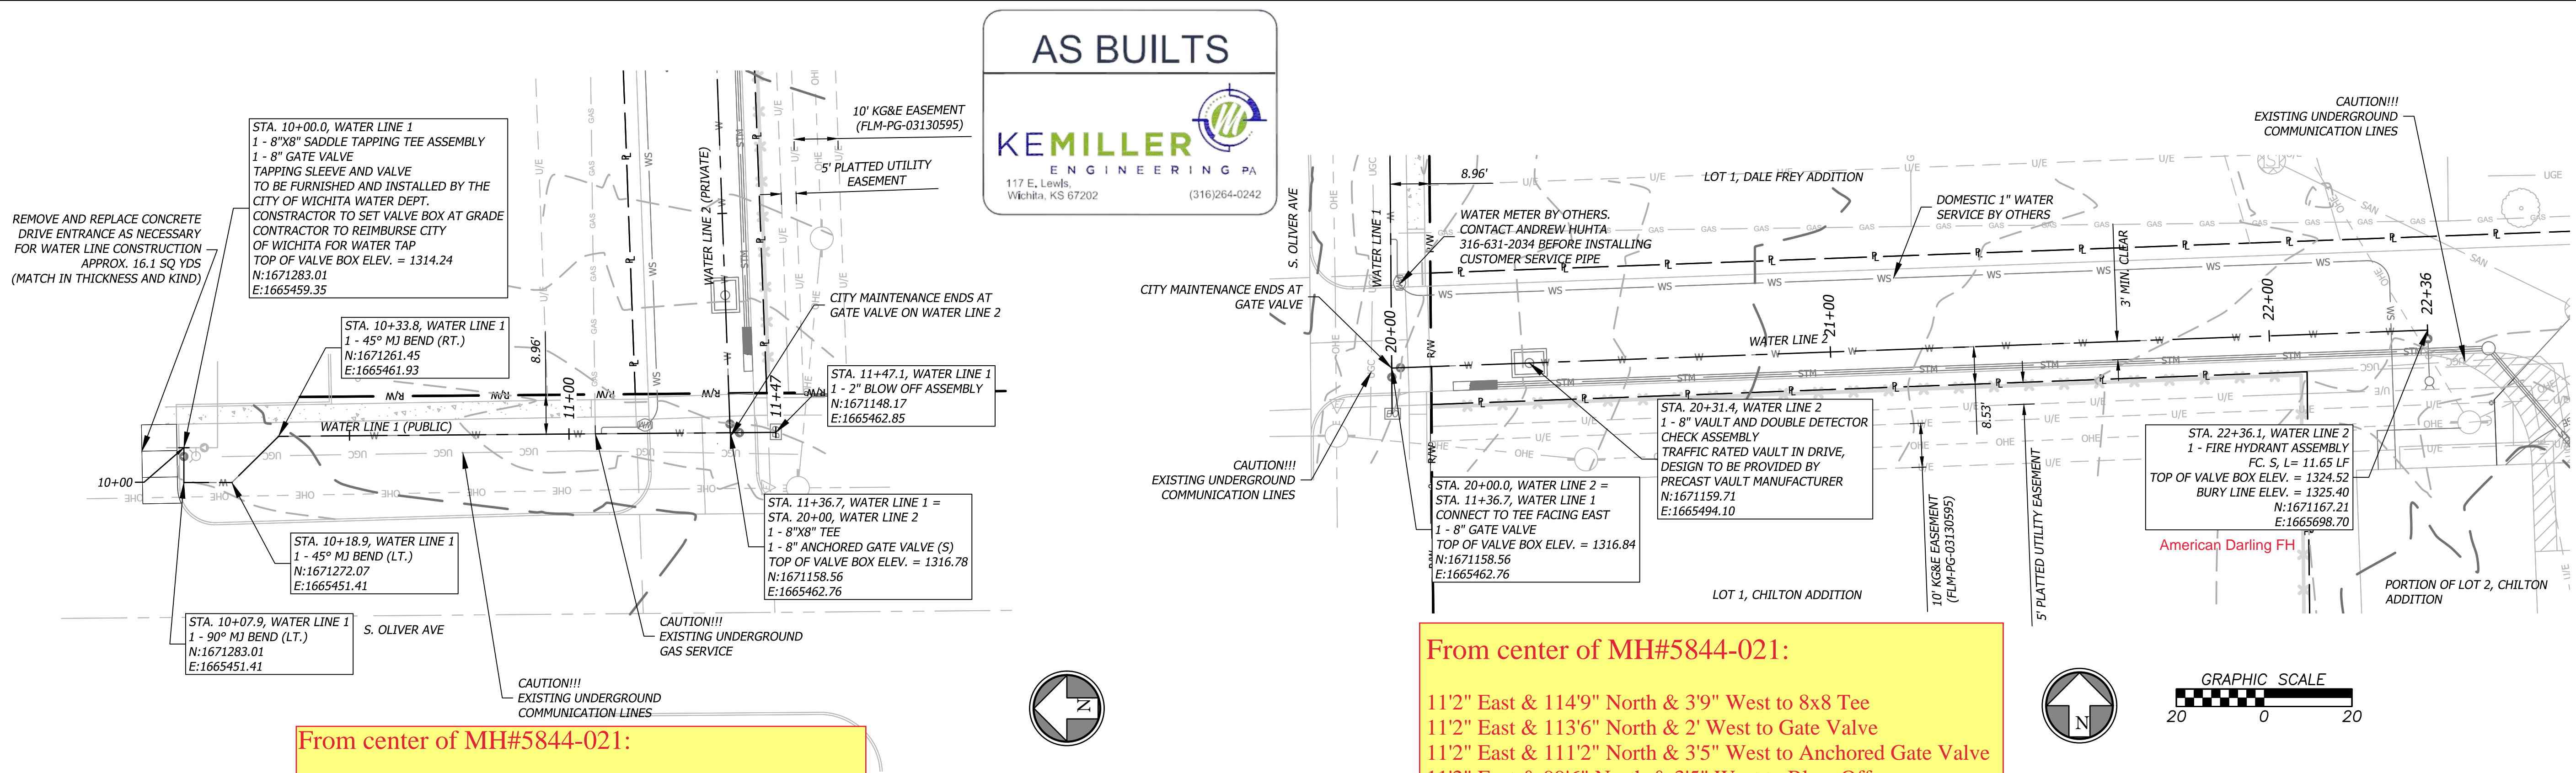 AS BUILTS
KEMILLER
ENGINEERING PA
117 E. Lewis,
Wichita, KS 67202
(316)264-0242
STA. 10+00.0, WATER LINE 1
1 - 8"X8" SADDLE TAPPING TEE ASSEMBLY
1 - 8" GATE VALVE
TAPPING SLEEVE AND VALVE
TO BE FURNISHED AND INSTALLED BY THE
CITY OF WICHITA WATER DEPT.
CONSTRACTOR TO SET VALVE BOX AT GRADE
CONTRACTOR TO REIMBURSE CITY
OF WICHITA FOR WATER TAP
TOP OF VALVE BOX ELEV. = 1314.24
N:1671283.01
E:1665459.35
REMOVE AND REPLACE CONCRETE
DRIVE ENTRANCE AS NECESSARY
FOR WATER LINE CONSTRUCTION
APPROX. 16.1 SQ YDS
(MATCH IN THICKNESS AND KIND)
STA. 10+33.8, WATER LINE 1
1 - 45° MJ BEND (RT.)
N:1671261.45
E:1665461.93
8.96'
11+00
WATER LINE 2 (PRIVATE)
10' KG&E EASEMENT
(FLM-PG-03130595)
5' PLATTED UTILITY
EASEMENT
CITY MAINTENANCE ENDS AT
GATE VALVE ON WATER LINE 2
11+47
STA. 11+47.1, WATER LINE 1
1 - 2" BLOW OFF ASSEMBLY
N:1671148.17
E:1665462.85
WATER LINE 1 (PUBLIC)
10+00
STA. 11+36.7, WATER LINE 1 =
STA. 20+00, WATER LINE 2
1 - 8"X8" TEE
1 - 8" ANCHORED GATE VALVE (S)
TOP OF VALVE BOX ELEV. = 1316.78
N:1671158.56
E:1665462.76
STA. 10+18.9, WATER LINE 1
1 - 45° MJ BEND (LT.)
N:1671272.07
E:1665451.41
STA. 10+07.9, WATER LINE 1
1 - 90° MJ BEND (LT.)
N:1671283.01
E:1665451.41
S. OLIVER AVE
CAUTION!!!
EXISTING UNDERGROUND
GAS SERVICE
CAUTION!!!
EXISTING UNDERGROUND
COMMUNICATION LINES
N
From center of MH#5844-021:
S. OLIVER AVE
WATER LINE 1
8.96'
WATER METER BY OTHERS.
CONTACT ANDREW HUHTA
316-631-2034 BEFORE INSTALLING
CUSTOMER SERVICE PIPE
LOT 1, DALE FREY ADDITION
DOMESTIC 1" WATER
SERVICE BY OTHERS
CAUTION!!!
EXISTING UNDERGROUND
COMMUNICATION LINES
CITY MAINTENANCE ENDS AT
GATE VALVE
20+00
WATER LINE 2
21+00
3' MIN. CLEAR
22+00
22+36
CAUTION!!!
EXISTING UNDERGROUND
COMMUNICATION LINES
STA. 20+00.0, WATER LINE 2 =
STA. 11+36.7, WATER LINE 1
CONNECT TO TEE FACING EAST
1 - 8" GATE VALVE
TOP OF VALVE BOX ELEV. = 1316.84
N:1671158.56
E:1665462.76
STA. 20+31.4, WATER LINE 2
1 - 8" VAULT AND DOUBLE DETECTOR
CHECK ASSEMBLY
TRAFFIC RATED VAULT IN DRIVE,
DESIGN TO BE PROVIDED BY
PRECAST VAULT MANUFACTURER
N:1671159.71
E:1665494.10
8.53'
10' KG&E EASEMENT
(FLM-PG-03130595)
5' PLATTED UTILITY EASEMENT
STA. 22+36.1, WATER LINE 2
1 - FIRE HYDRANT ASSEMBLY
FC. S, L= 11.65 LF
TOP OF VALVE BOX ELEV. = 1324.52
BURY LINE ELEV. = 1325.40
N:1671167.21
E:1665698.70
American Darling FH
LOT 1, CHILTON ADDITION
PORTION OF LOT 2, CHILTON
ADDITION
From center of MH#5844-021:
11'2" East & 114'9" North & 3'9" West to 8x8 Tee
11'2" East & 113'6" North & 2' West to Gate Valve
11'2" East & 111'2" North & 3'5" West to Anchored Gate Valve
N
GRAPHIC SCALE
20 0 20